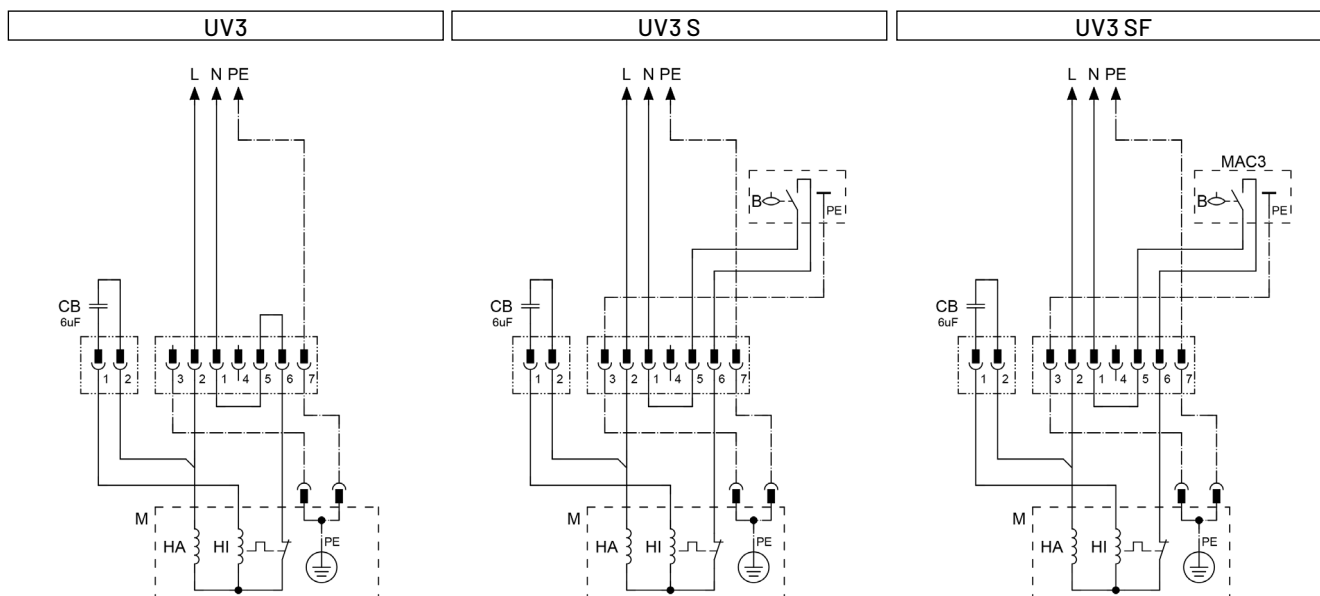 UV3
UV3 S
UV3 SF
L N PE
L N PE
L N PE
MAC3
B
PE
B
PE
CB
6uF
CB
6uF
CB
6uF
1 2
3 2 1 4 5 6 7
1 2
3 2 1 4 5 6 7
1 2
3 2 1 4 5 6 7
M
M
M
HA HI PE
HA HI PE
HA HI PE